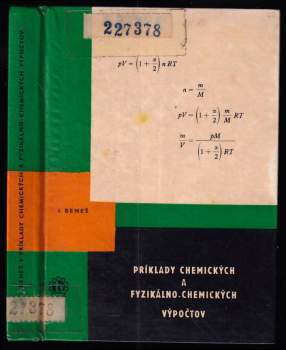 227378
pV = (1 + α/2) n RT
n = m/M
pV = (1 + α/2) m/M RT
m/V = pM / (1 + α/2) RT
J. BENEŠ
PRÍKLADY CHEMICKÝCH
A
FYZIKÁLNO-CHEMICKÝCH
VÝPOČTOV
BENEŠ • PRÍKLADY CHEMICKÝCH A FYZIKÁLNO-CHEMICKÝCH VÝPOČTOV
27378